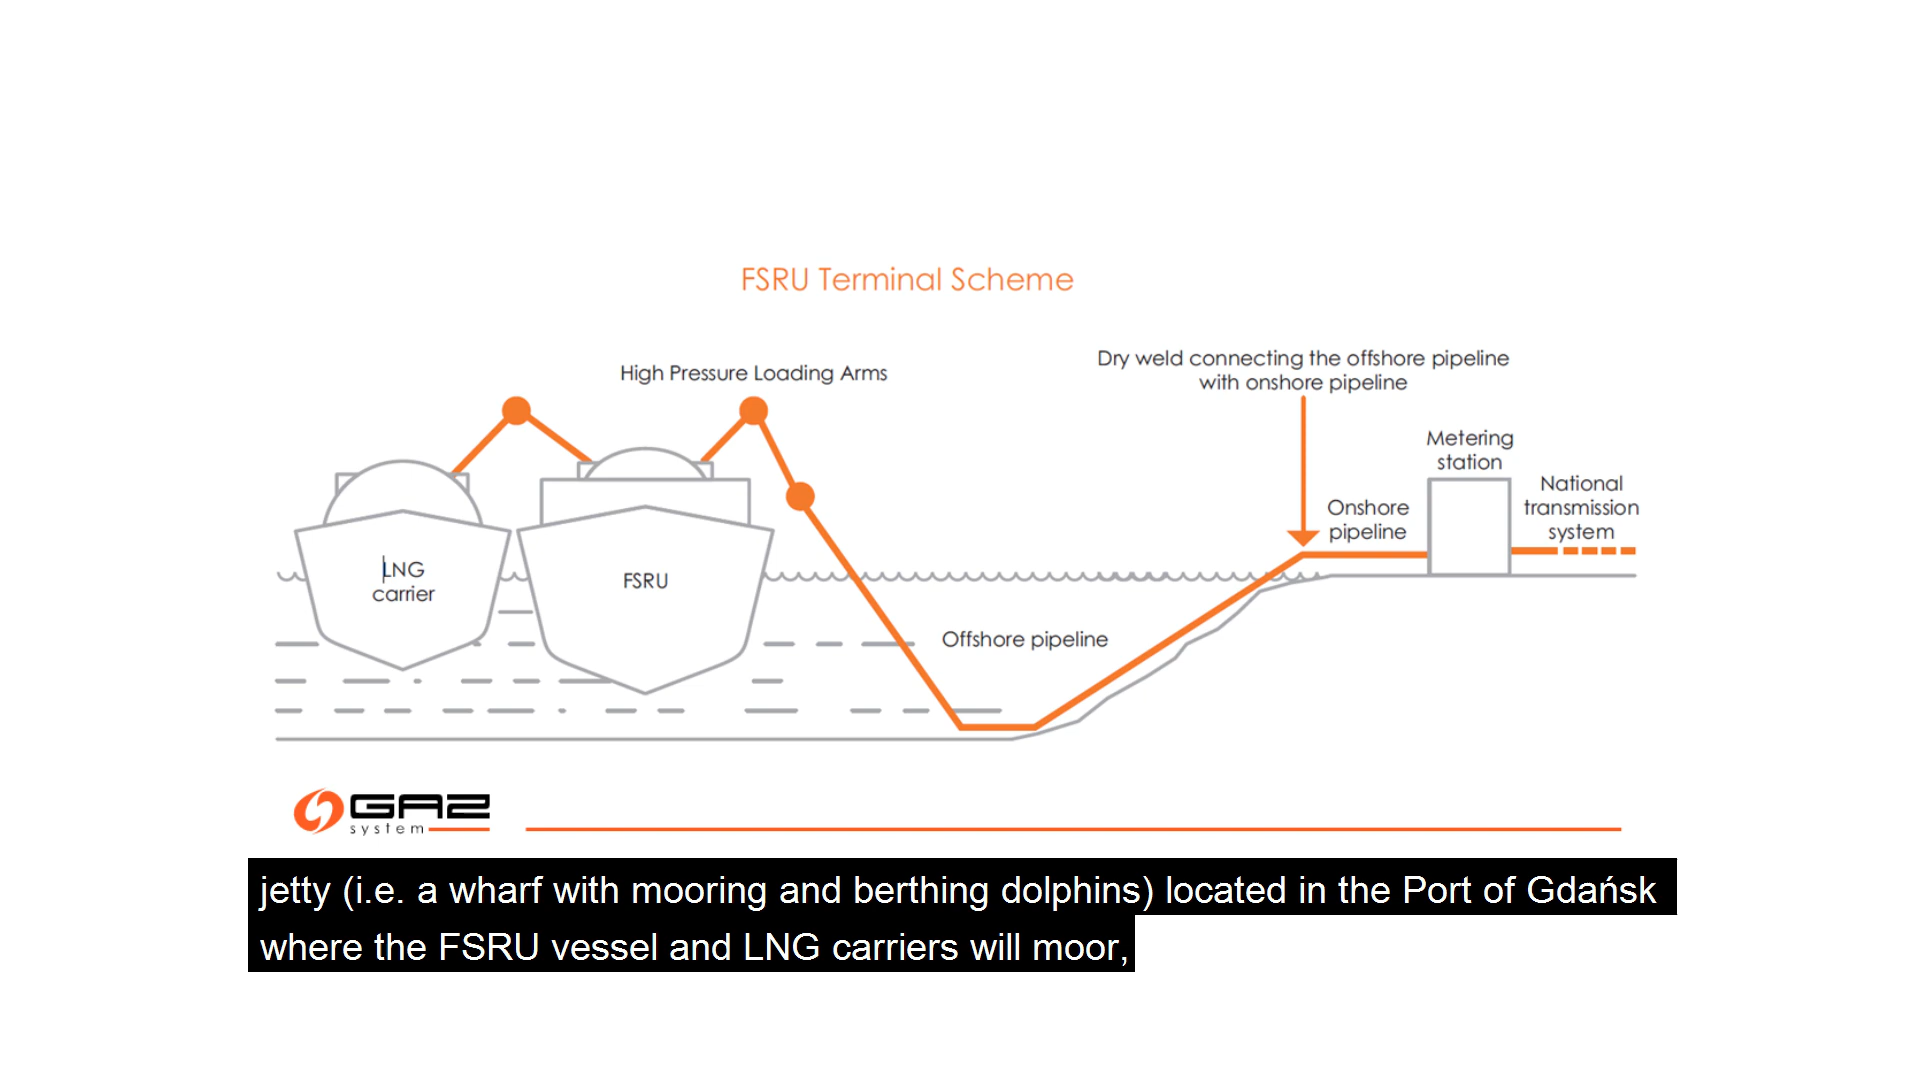 FSRU Terminal Scheme
High Pressure Loading Arms
Dry weld connecting the offshore pipeline
with onshore pipeline
Metering
station
National
transmission
system
Onshore
pipeline
LNG
carrier
FSRU
Offshore pipeline
GAZ
system
jetty (i.e. a wharf with mooring and berthing dolphins) located in the Port of Gdańsk
where the FSRU vessel and LNG carriers will moor,